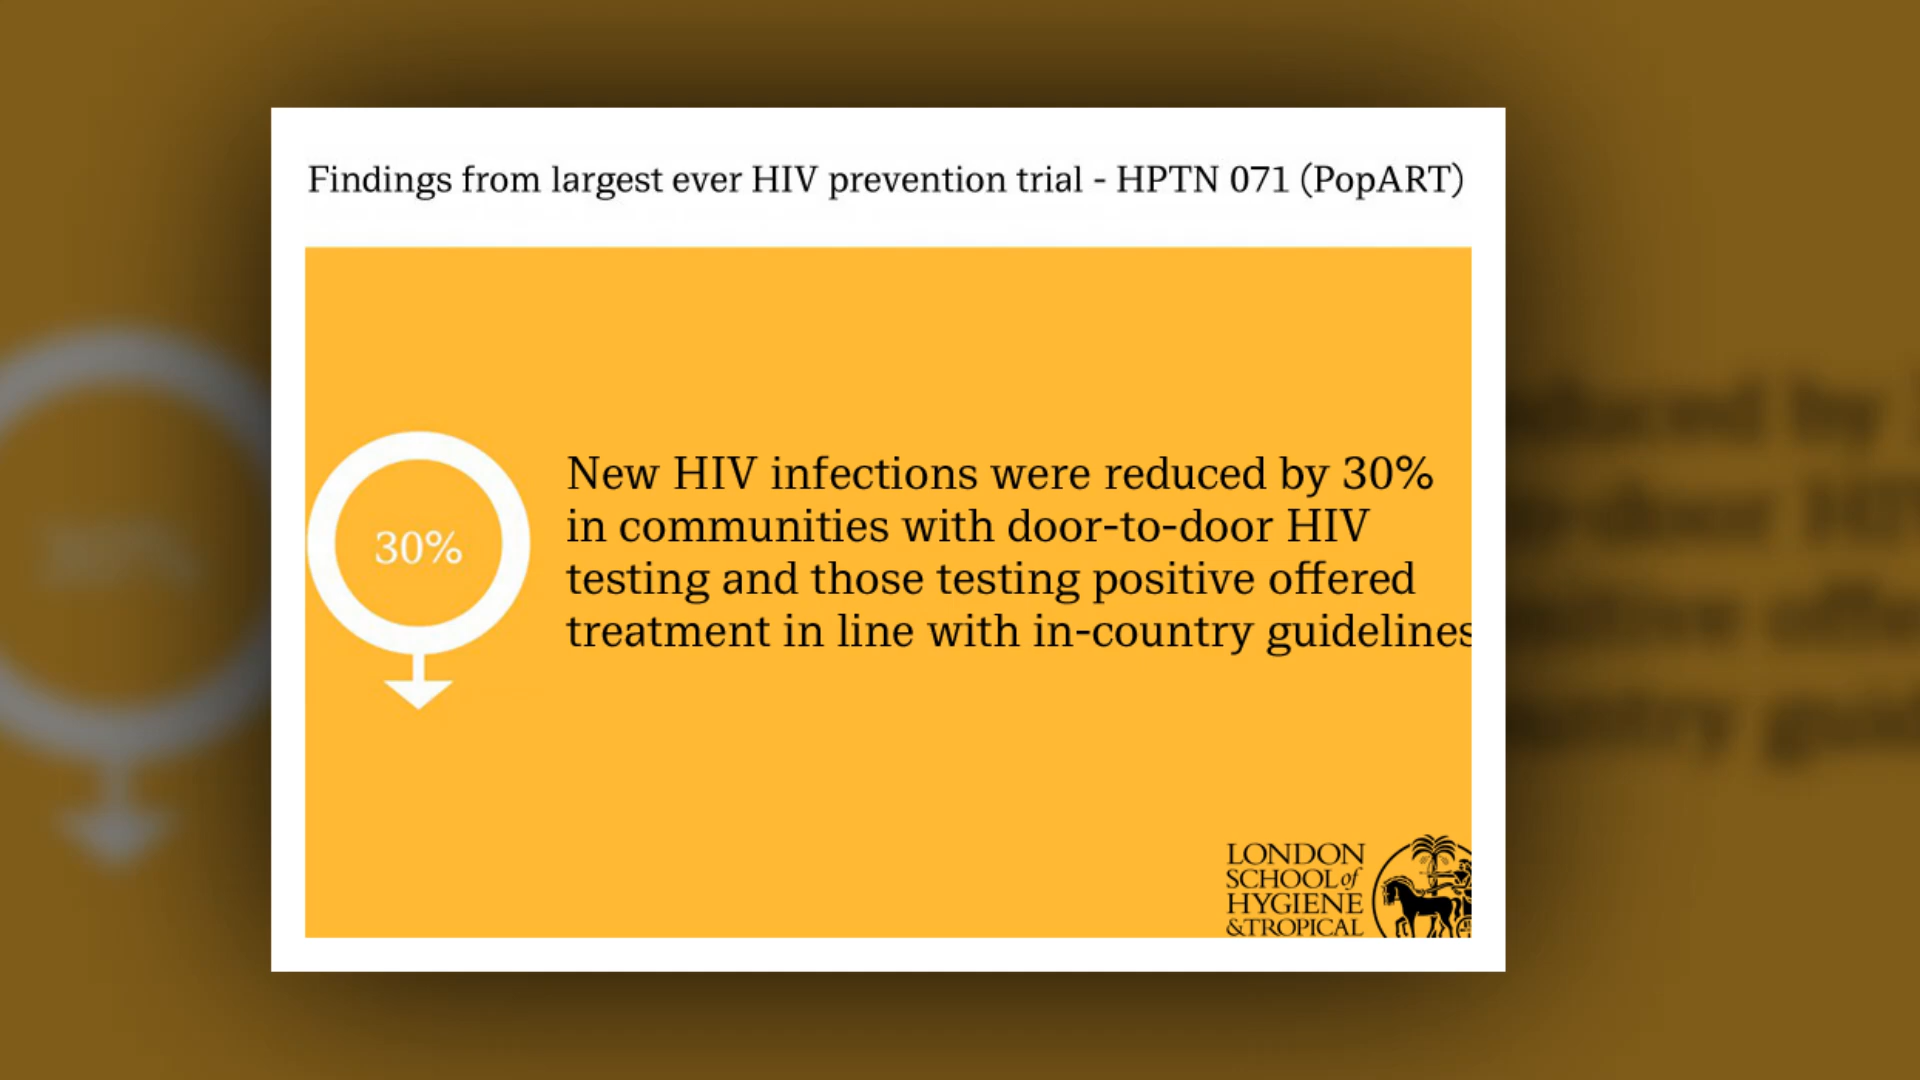 Findings from largest ever HIV prevention trial - HPTN 071 (PopART)
30%
New HIV infections were reduced by 30%
in communities with door-to-door HIV
testing and those testing positive offered
treatment in line with in-country guidelines
LONDON
SCHOOL of
HYGIENE
&TROPICAL